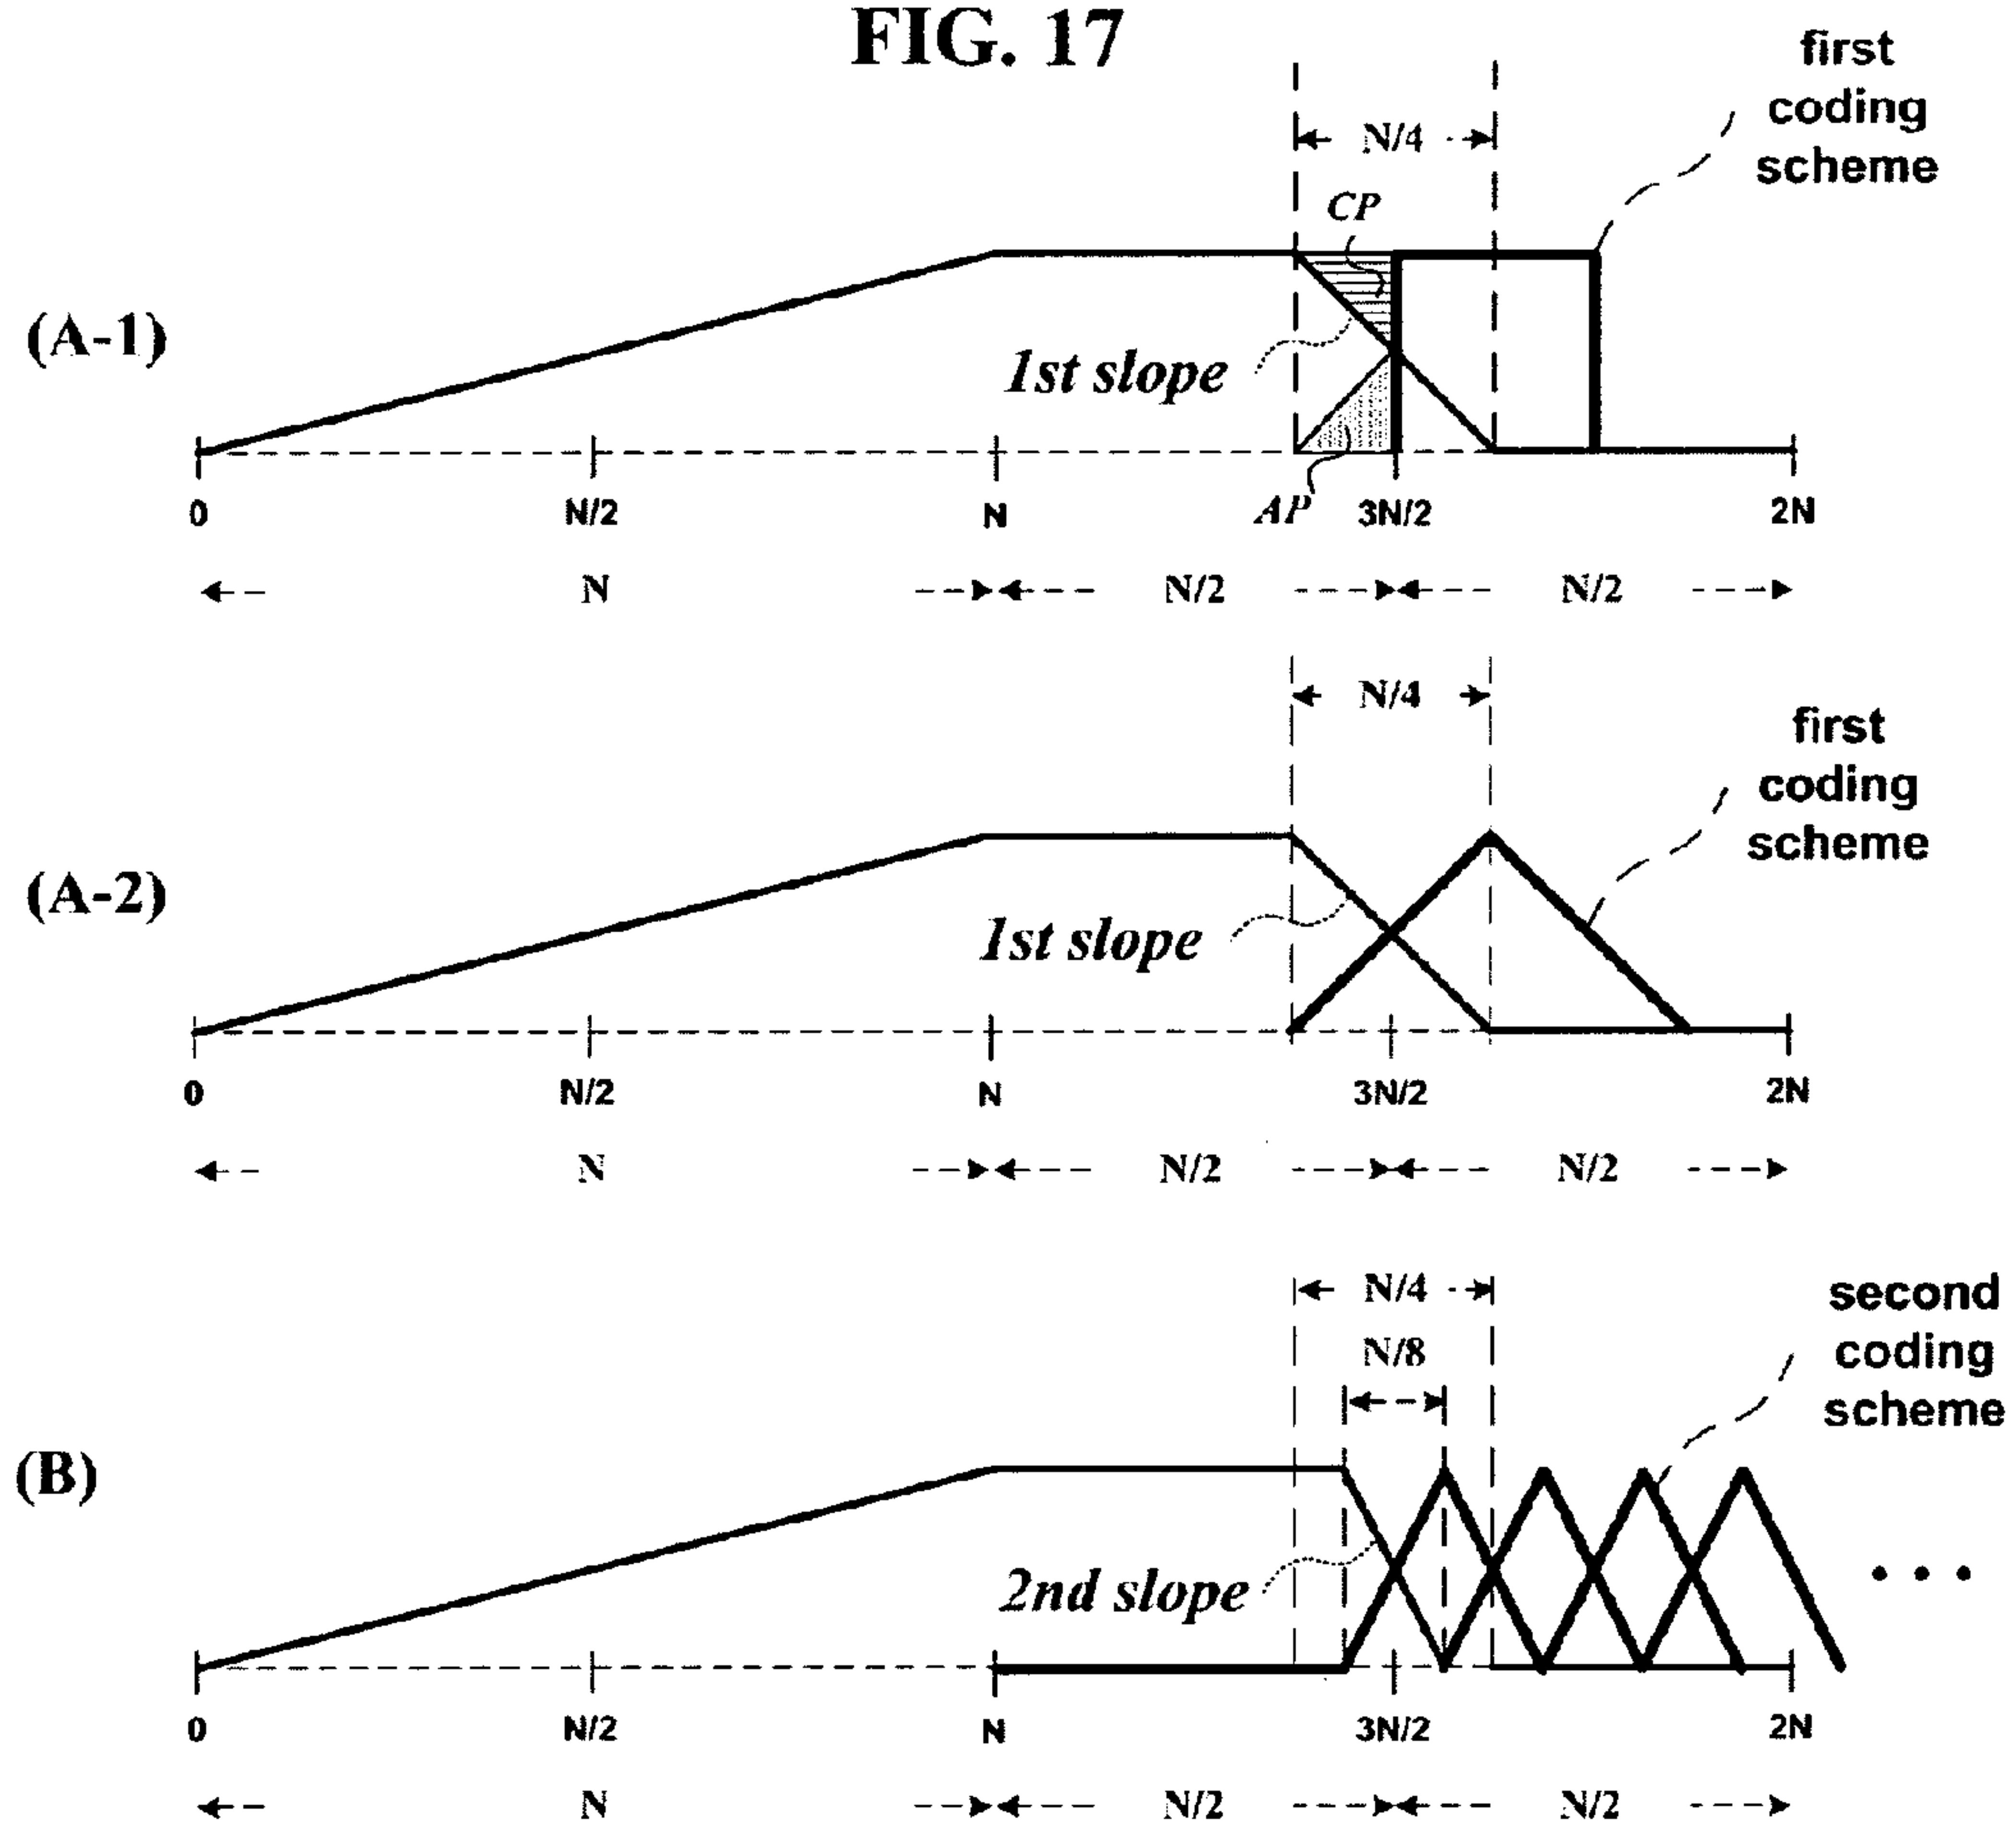 FIG. 17
first
coding
scheme
N/4
CP
(A-1)
1st slope
AP
0
N/2
N
3N/2
2N
N
N/2
N/2
N/4
first
coding
scheme
(A-2)
1st slope
0
N/2
N
3N/2
2N
N
N/2
N/2
N/4
N/8
second
coding
scheme
(B)
2nd slope
0
N/2
N
3N/2
2N
N
N/2
N/2